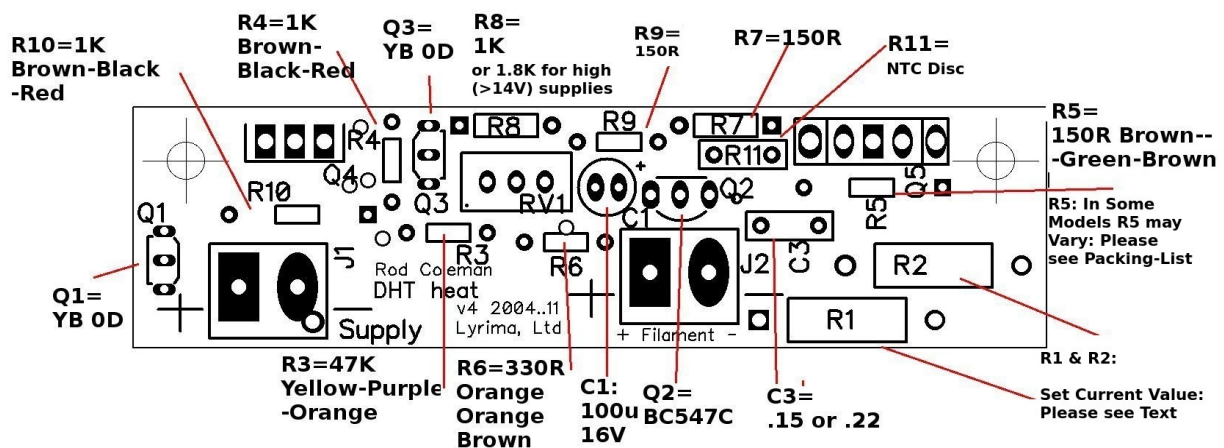 R10=1K
Brown-Black
-Red
R4=1K
Brown-
Black-Red
Q3=
YB 0D
R8=
1K
or 1.8K for high
(>14V) supplies
R9=
150R
R7=150R
R11=
NTC Disc
R5=
150R Brown--
-Green-Brown
R5: In Some
Models R5 may
Vary: Please
see Packing-List
R4
R8
R9
R7
R11
Q4
Q3
RV1
C1
+
Q2
R5
Q5
R10
Q1
J1
R3
R6
J2
C3
R2
R1
Rod Coleman
DHT heat
v4 2004..11
Lyrima, Ltd
+ Supply -
+ Filament -
Q1=
YB 0D
R3=47K
Yellow-Purple
-Orange
R6=330R
Orange
Orange
Brown
C1:
100u
16V
Q2=
BC547C
C3=
.15 or .22
R1 & R2:
Set Current Value:
Please see Text